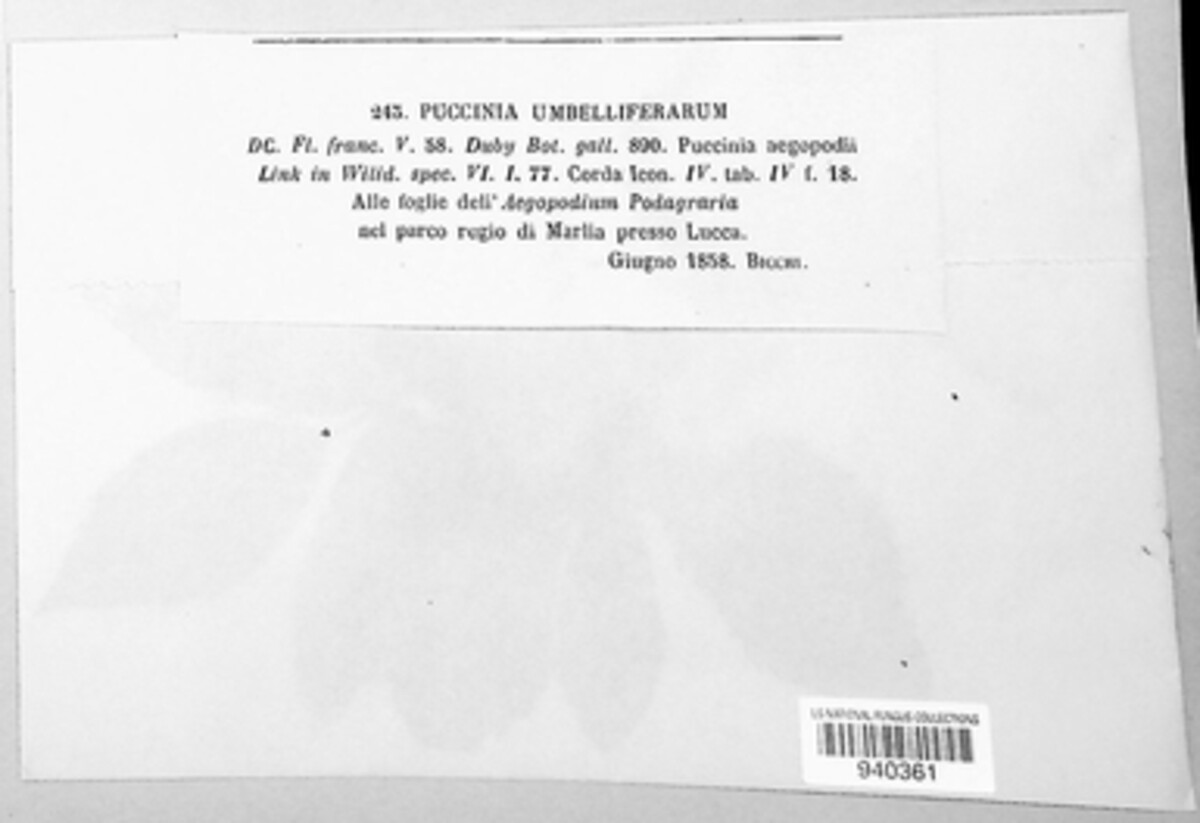 243. PUCCINIA UMBELLIFERARUM
DC. Fl. franc. V. 58. Duby Bot. gall. 890. Puccinia aegopodii
Link in Willd. spec. VI. I. 77. Corda Icon. IV. tab. IV f. 18.
Alle foglie dell' Aegopodium Podagraria
nel parco regio di Marlia presso Lucca.
Giugno 1858. BICCHI.
US NATIONAL FUNGUS COLLECTIONS
940361